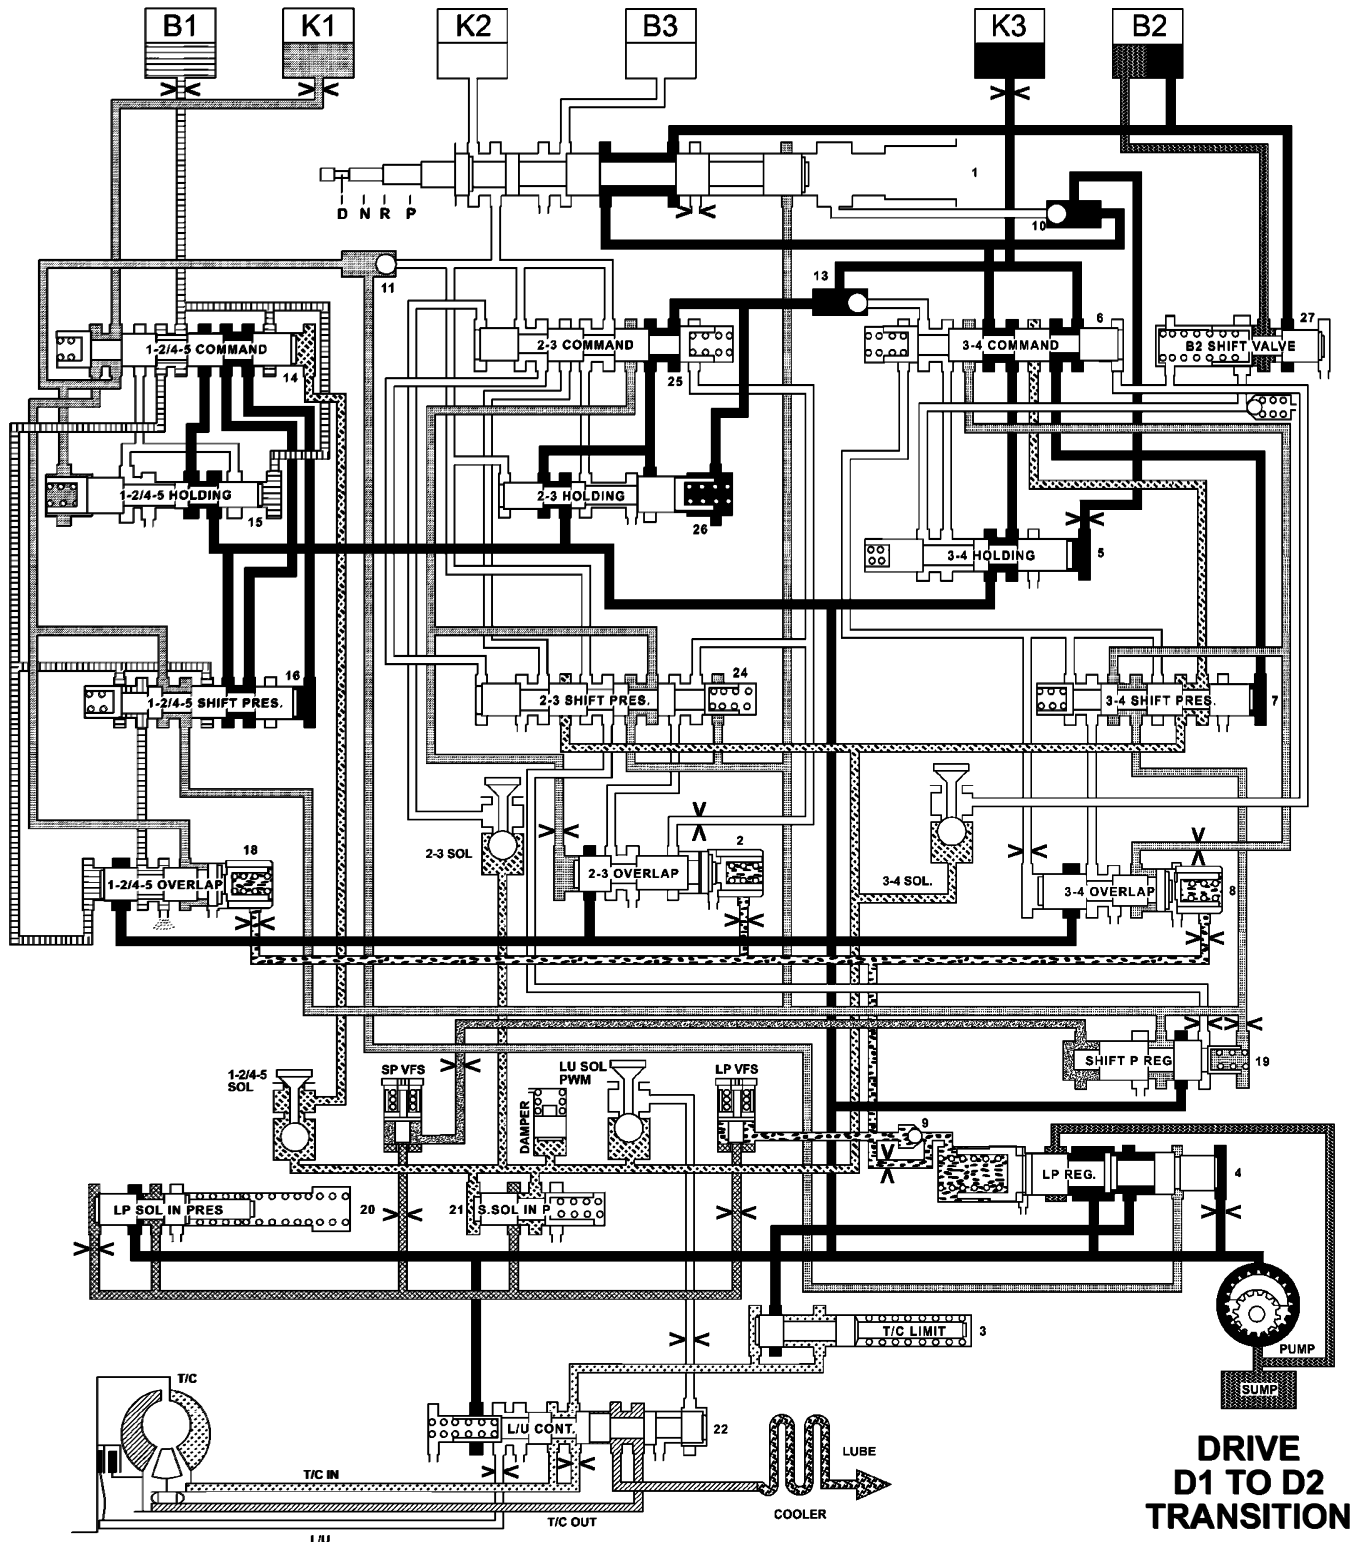 B1 K1 K2 B3 K3 B2
1
D N R P
10
11
13
6
27
1-2/4-5 COMMAND
2-3 COMMAND
3-4 COMMAND
B2 SHIFT VALVE
14
25
1-2/4-5 HOLDING
2-3 HOLDING
15
26
3-4 HOLDING
5
16
24
1-2/4-5 SHIFT PRES.
2-3 SHIFT PRES.
3-4 SHIFT PRES.
7
2-3 SOL
18
2
3-4 SOL.
1-2/4-5 OVERLAP
2-3 OVERLAP
3-4 OVERLAP
8
SHIFT P REG
19
1-2/4-5
SOL
SP VFS
LU SOL
PWM
LP VFS
DAMPER
9
LP REG.
4
LP SOL IN PRES
20
21
S.SOL IN P
T/C LIMIT
3
PUMP
SUMP
T/C
L/U CONT.
22
LUBE
T/C IN
COOLER
T/C OUT
L/U
DRIVE
D1 TO D2
TRANSITION